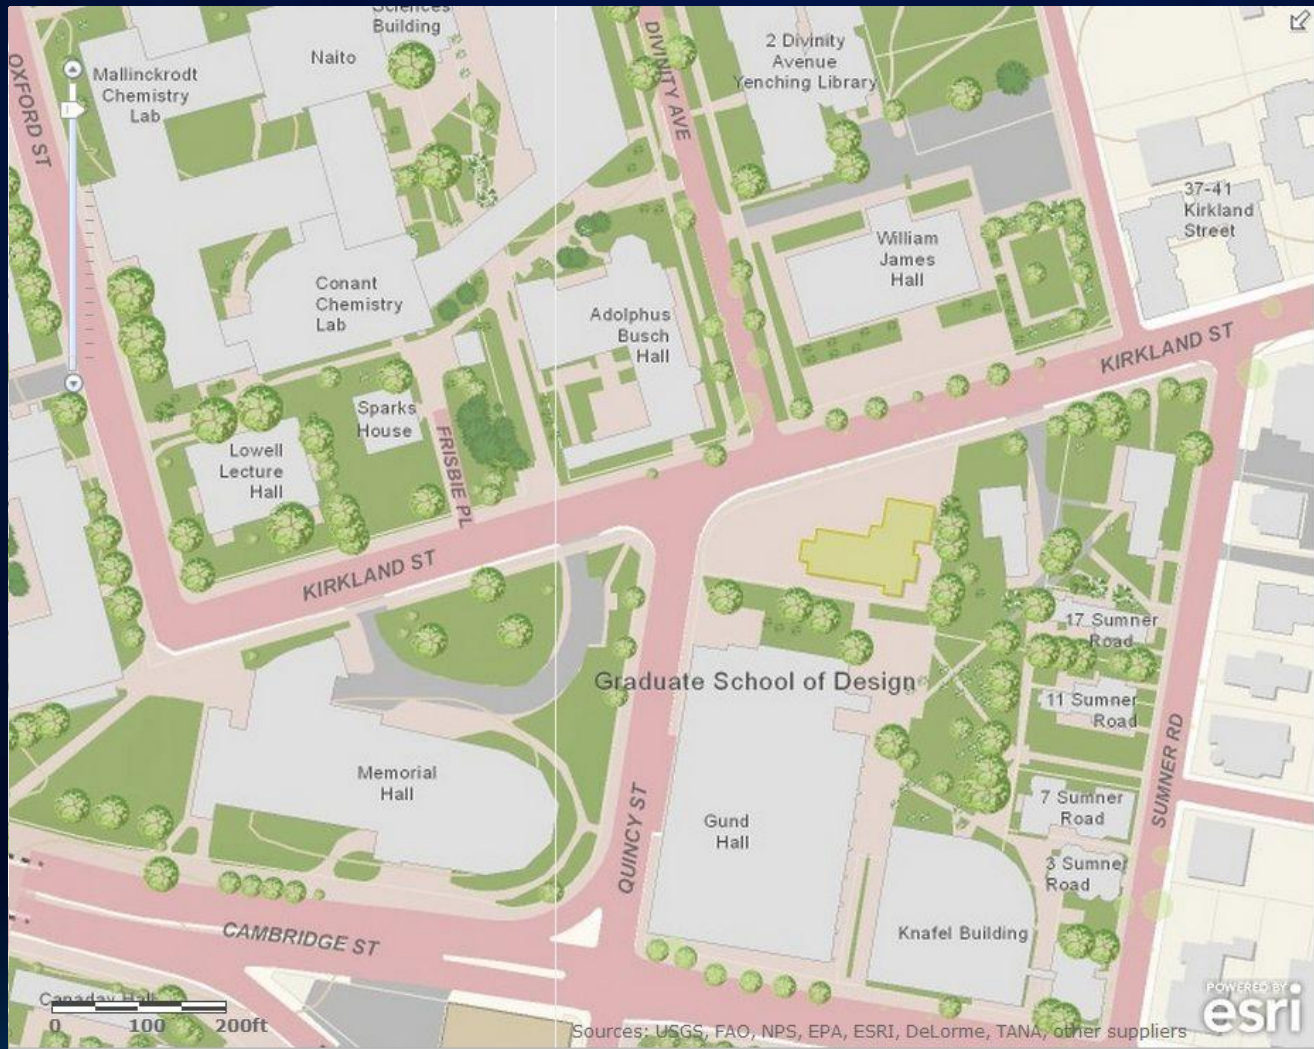 Sciences
Building
Naito
Mallinckrodt
Chemistry
Lab
OXFORD ST
DIVINITY AVE
2 Divinity
Avenue
Yenching Library
37-41
Kirkland
Street
William
James
Hall
Conant
Chemistry
Lab
Adolphus
Busch
Hall
KIRKLAND ST
Sparks
House
FRISBIE PL
Lowell
Lecture
Hall
KIRKLAND ST
17 Sumner
Road
Graduate School of Design
11 Sumner
Road
SUMNER RD
Memorial
Hall
QUINCY ST
Gund
Hall
7 Sumner
Road
3 Sumner
Road
CAMBRIDGE ST
Knafel Building
Canaday Hall
0 100 200ft
Sources: USGS, FAO, NPS, EPA, ESRI, DeLorme, TANA, other suppliers
POWERED BY
esri